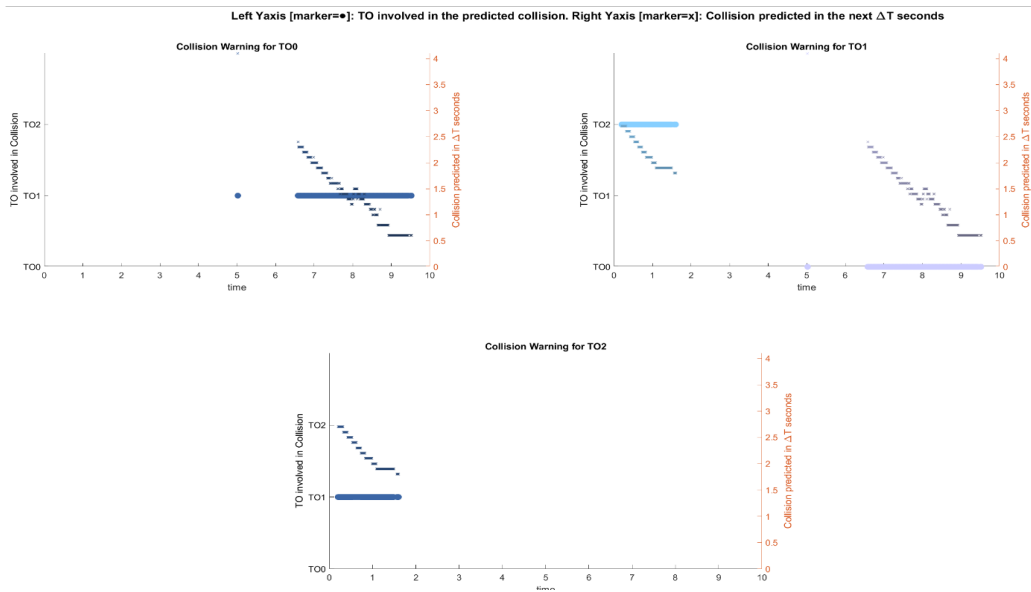 Left Yaxis [marker=●]: TO involved in the predicted collision. Right Yaxis [marker=x]: Collision predicted in the next ΔT seconds
Collision Warning for TO0
TO involved in Collision
TO2
TO1
TO0
0 1 2 3 4 5 6 7 8 9 10
time
4
3.5
3
2.5
2
1.5
1
0.5
0
Collision predicted in ΔT seconds
Collision Warning for TO1
TO involved in Collision
TO2
TO1
TO0
0 1 2 3 4 5 6 7 8 9 10
time
4
3.5
3
2.5
2
1.5
1
0.5
0
Collision predicted in ΔT seconds
Collision Warning for TO2
TO involved in Collision
TO2
TO1
TO0
0 1 2 3 4 5 6 7 8 9 10
time
4
3.5
3
2.5
2
1.5
1
0.5
0
Collision predicted in ΔT seconds